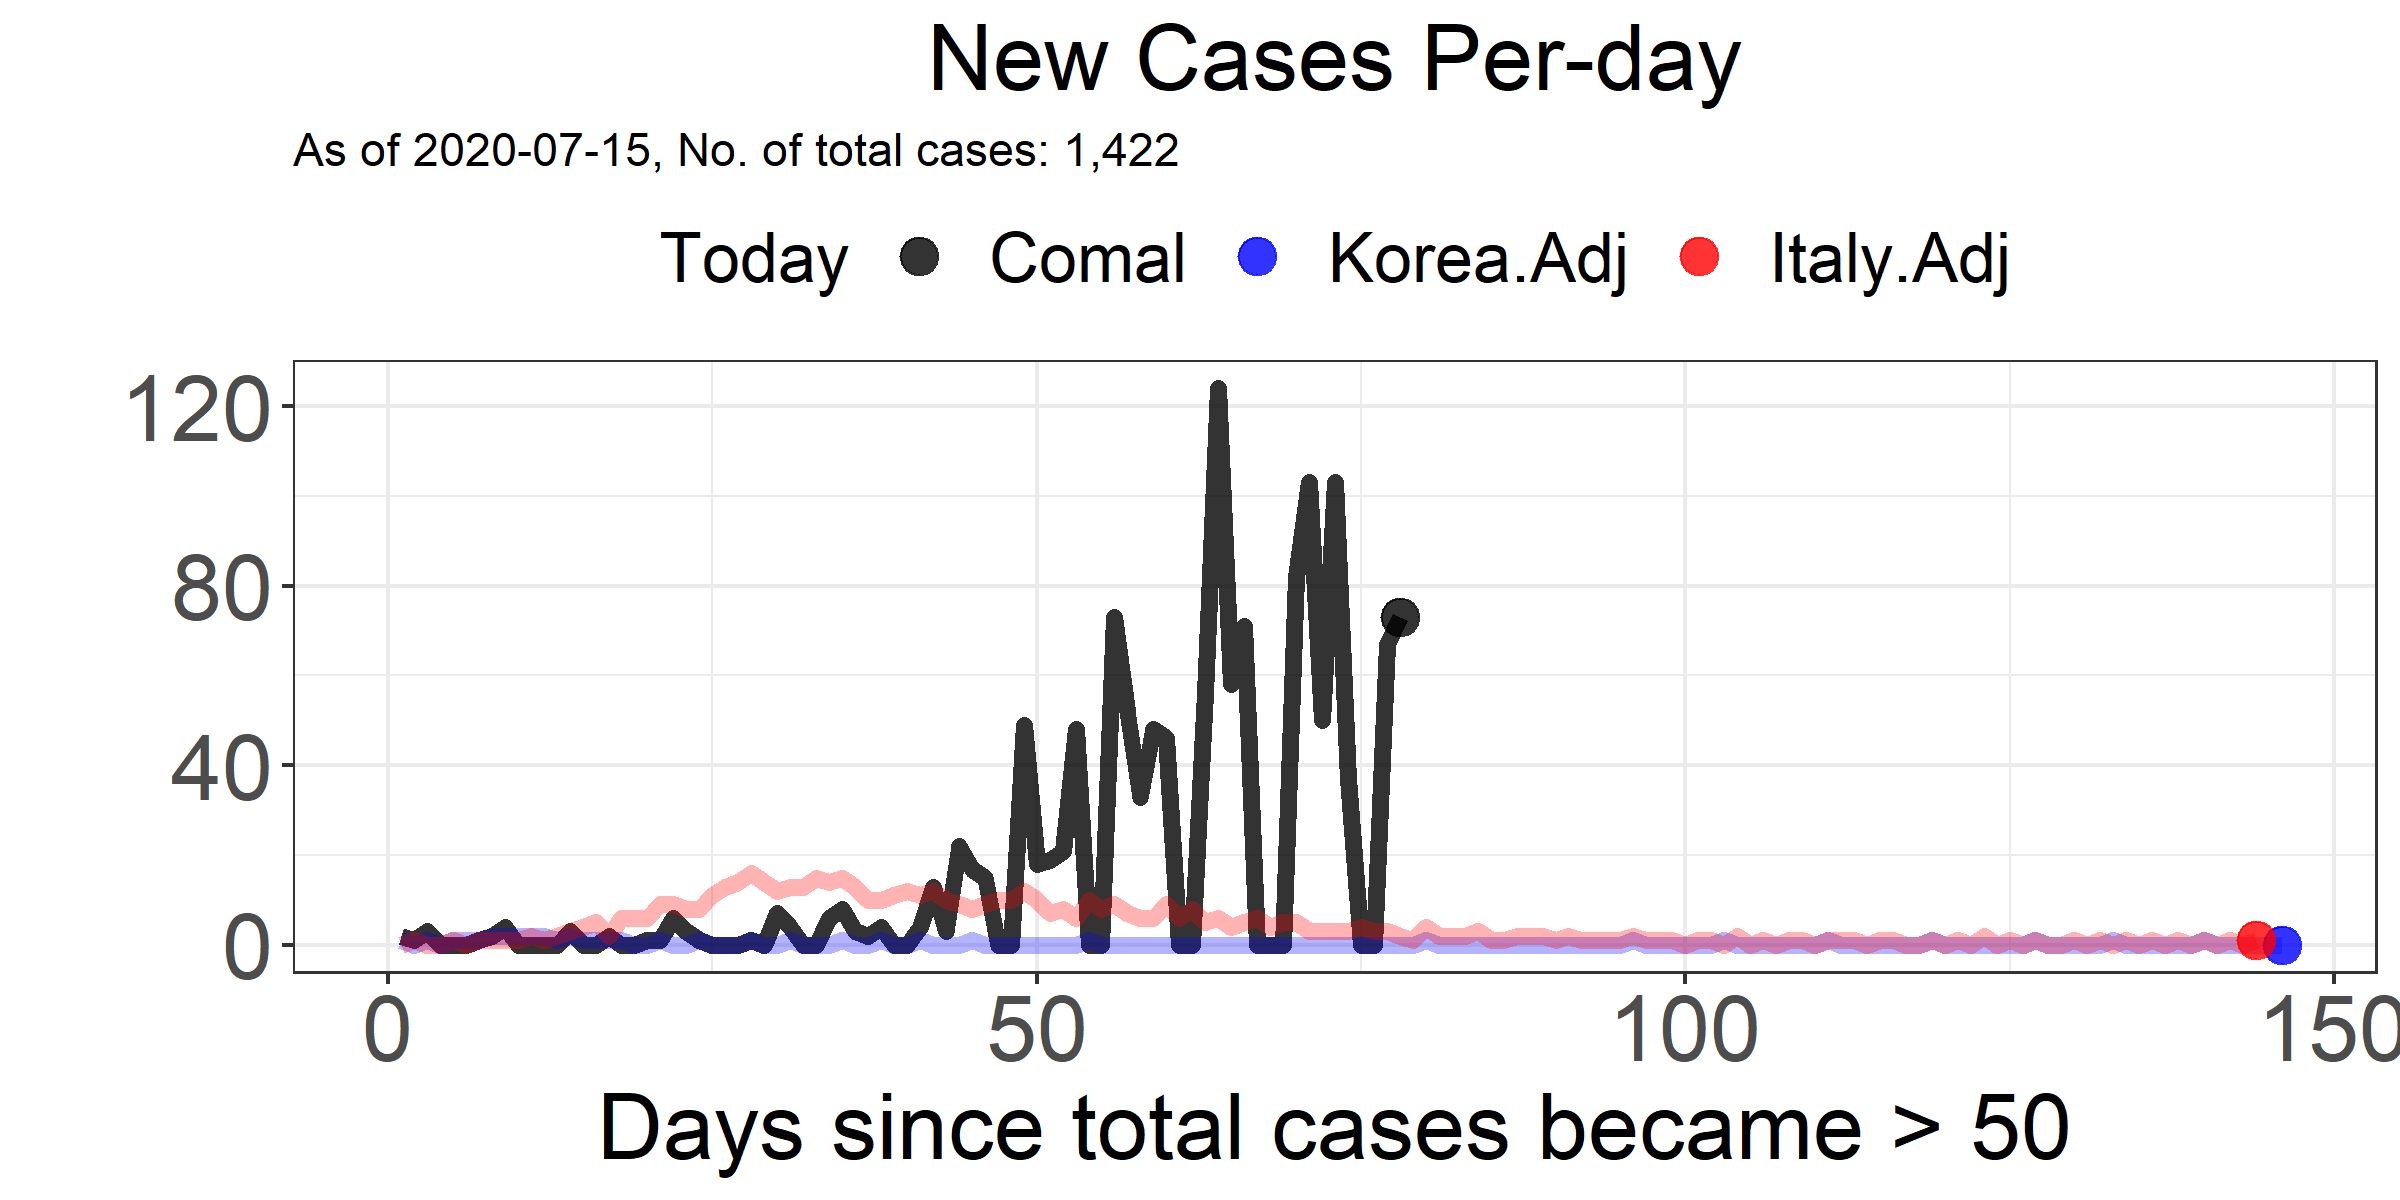 New Cases Per-day
As of 2020-07-15, No. of total cases: 1,422
Today Comal Korea.Adj Italy.Adj
120
80
40
0
0 50 100 150
Days since total cases became > 50